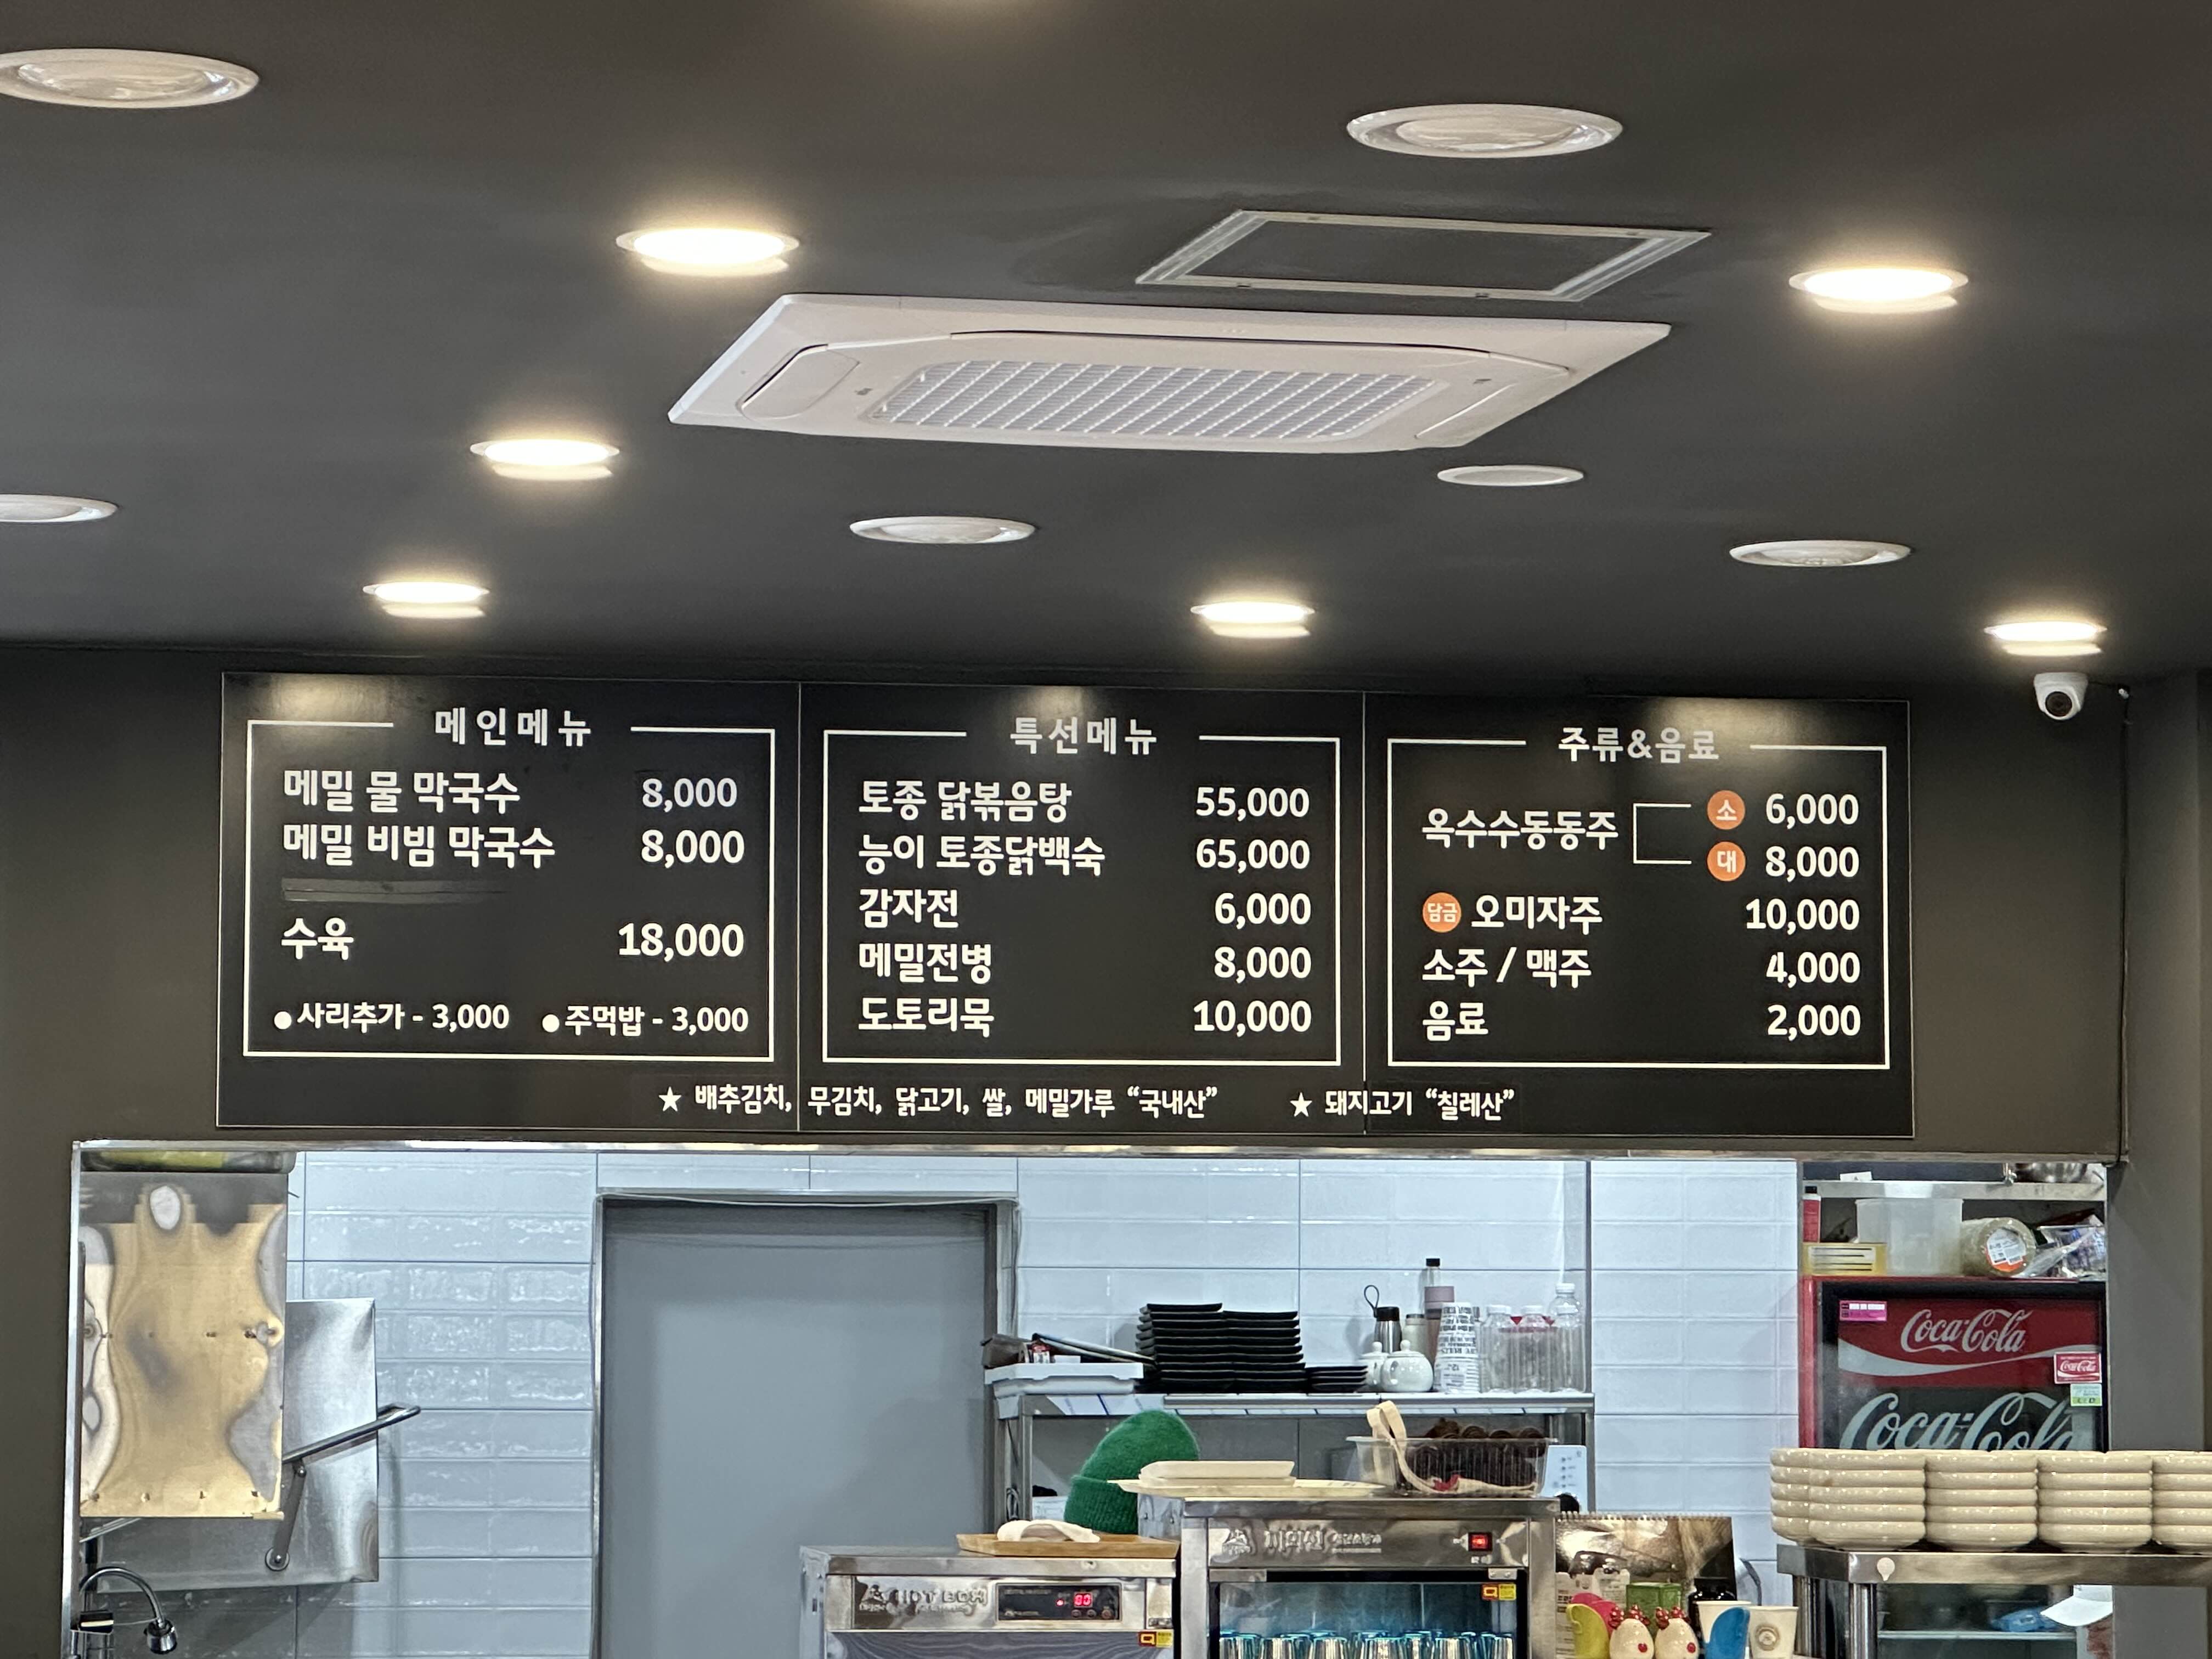 메인메뉴
메밀 물 막국수 8,000
메밀 비빔 막국수 8,000
수육 18,000
●사리추가 - 3,000 ●주먹밥 - 3,000
특선메뉴
토종 닭볶음탕 55,000
능이 토종닭백숙 65,000
감자전 6,000
메밀전병 8,000
도토리묵 10,000
주류&음료
옥수수동동주 소 6,000
대 8,000
담금 오미자주 10,000
소주 / 맥주 4,000
음료 2,000
★ 배추김치, 무김치, 닭고기, 쌀, 메밀가루 “국내산” ★ 돼지고기 “칠레산”
Coca-Cola
Coca-Cola
Coca-Cola
HOT BOX
80